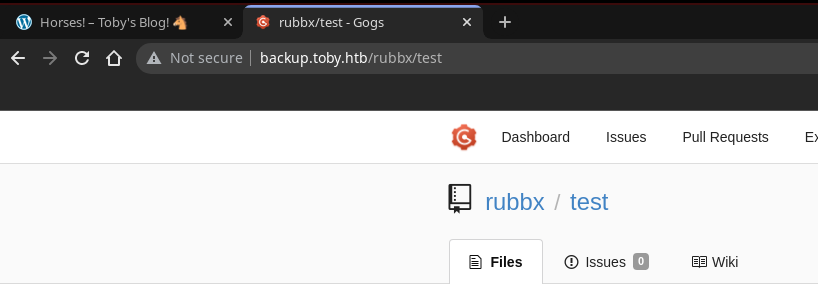 Horses! – Toby's Blog! 🐴 rubbx/test - Gogs
Not secure backup.toby.htb/rubbx/test
Dashboard Issues Pull Requests Ex
rubbx / test
Files Issues 0 Wiki